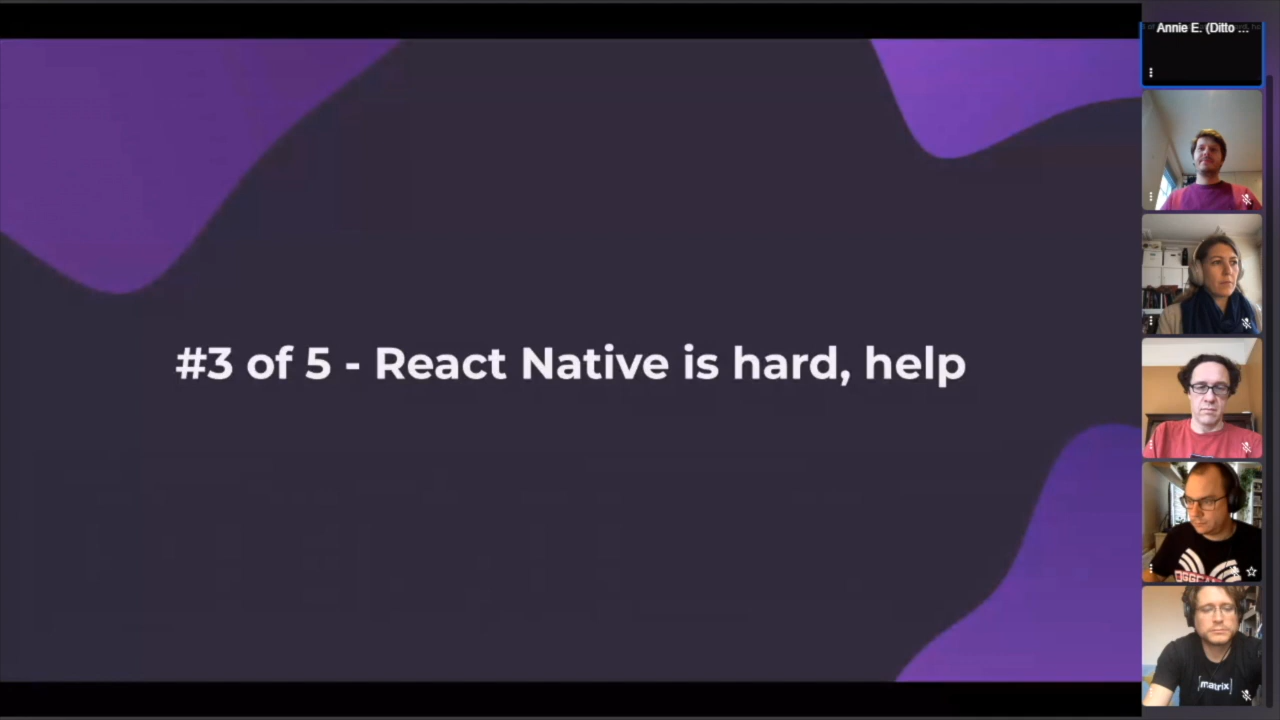 Annie E. (Ditto ...
#3 of 5 - React Native is hard, help
[matrix]